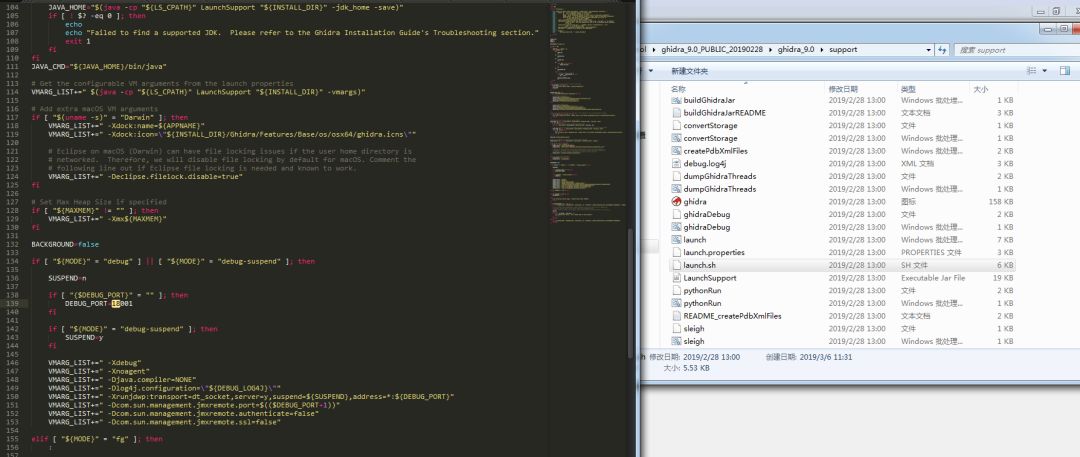 104 JAVA_HOME="$(java -cp "${LS_CPATH}" LaunchSupport "${INSTALL_DIR}" -jdk_home -save)"
105 if [ ! $? -eq 0 ]; then
106 echo
107 echo "Failed to find a supported JDK.  Please refer to the Ghidra Installation Guide's Troubleshooting section."
108 exit 1
109 fi
110 fi
111 JAVA_CMD="${JAVA_HOME}/bin/java"
112
113 # Get the configurable VM arguments from the launch properties
114 VMARG_LIST+=" $(java -cp "${LS_CPATH}" LaunchSupport "${INSTALL_DIR}" -vmargs)"
115
116 # Add extra macOS VM arguments
117 if [ "$(uname -s)" = "Darwin" ]; then
118 VMARG_LIST+=" -Xdock:name=${APPNAME}"
119 VMARG_LIST+=" -Xdock:icon=\"${INSTALL_DIR}/Ghidra/Features/Base/os/osx64/ghidra.icns\""
120
121 # Eclipse on macOS (Darwin) can have file locking issues if the user home directory is
122 # networked.  Therefore, we will disable file locking by default for macOS. Comment the
123 # following line out if Eclipse file locking is needed and known to work.
124 VMARG_LIST+=" -Declipse.filelock.disable=true"
125 fi
126
127 # Set Max Heap Size if specified
128 if [ "${MAXMEM}" != "" ]; then
129 VMARG_LIST+=" -Xmx${MAXMEM}"
130 fi
131
132 BACKGROUND=false
133
134 if [ "${MODE}" = "debug" ] || [ "${MODE}" = "debug-suspend" ]; then
135
136 SUSPEND=n
137
138 if [ "{$DEBUG_PORT}" = "" ]; then
139 DEBUG_PORT=18001
140 fi
141
142 if [ "${MODE}" = "debug-suspend" ]; then
143 SUSPEND=y
144 fi
145
146 VMARG_LIST+=" -Xdebug"
147 VMARG_LIST+=" -Xnoagent"
148 VMARG_LIST+=" -Djava.compiler=NONE"
149 VMARG_LIST+=" -Dlog4j.configuration=\"${DEBUG_LOG4J}\""
150 VMARG_LIST+=" -Xrunjdwp:transport=dt_socket,server=y,suspend=${SUSPEND},address=*:${DEBUG_PORT}"
151 VMARG_LIST+=" -Dcom.sun.management.jmxremote.port=$(($DEBUG_PORT+1))"
152 VMARG_LIST+=" -Dcom.sun.management.jmxremote.authenticate=false"
153 VMARG_LIST+=" -Dcom.sun.management.jmxremote.ssl=false"
154
155 elif [ "${MODE}" = "fg" ]; then
156 :
157
ol ▸ ghidra_9.0_PUBLIC_20190228 ▸ ghidra_9.0 ▸ support
搜索 support
新建文件夹
名称 修改日期 类型 大小
buildGhidraJar 2019/2/28 13:00 Windows 批处理... 1 KB
buildGhidraJarREADME 2019/2/28 13:00 文本文档 3 KB
convertStorage 2019/2/28 13:00 文件 1 KB
convertStorage 2019/2/28 13:00 Windows 批处理... 1 KB
createPdbXmlFiles 2019/2/28 13:00 Windows 批处理... 2 KB
debug.log4j 2019/2/28 13:00 XML 文档 3 KB
dumpGhidraThreads 2019/2/28 13:00 文件 1 KB
dumpGhidraThreads 2019/2/28 13:00 Windows 批处理... 1 KB
ghidra 2019/2/28 13:00 图标 158 KB
ghidraDebug 2019/2/28 13:00 文件 2 KB
ghidraDebug 2019/2/28 13:00 Windows 批处理... 2 KB
launch 2019/2/28 13:00 Windows 批处理... 7 KB
launch.properties 2019/2/28 13:00 PROPERTIES 文件 3 KB
launch.sh 2019/2/28 13:00 SH 文件 6 KB
LaunchSupport 2019/2/28 13:00 Executable Jar File 19 KB
pythonRun 2019/2/28 13:00 文件 2 KB
pythonRun 2019/2/28 13:00 Windows 批处理... 2 KB
README_createPdbXmlFiles 2019/2/28 13:00 文本文档 2 KB
sleigh 2019/2/28 13:00 文件 2 KB
sleigh 2019/2/28 13:00 Windows 批处理... 1 KB
修改日期: 2019/2/28 13:00 创建日期: 2019/3/6 11:31
大小: 5.53 KB